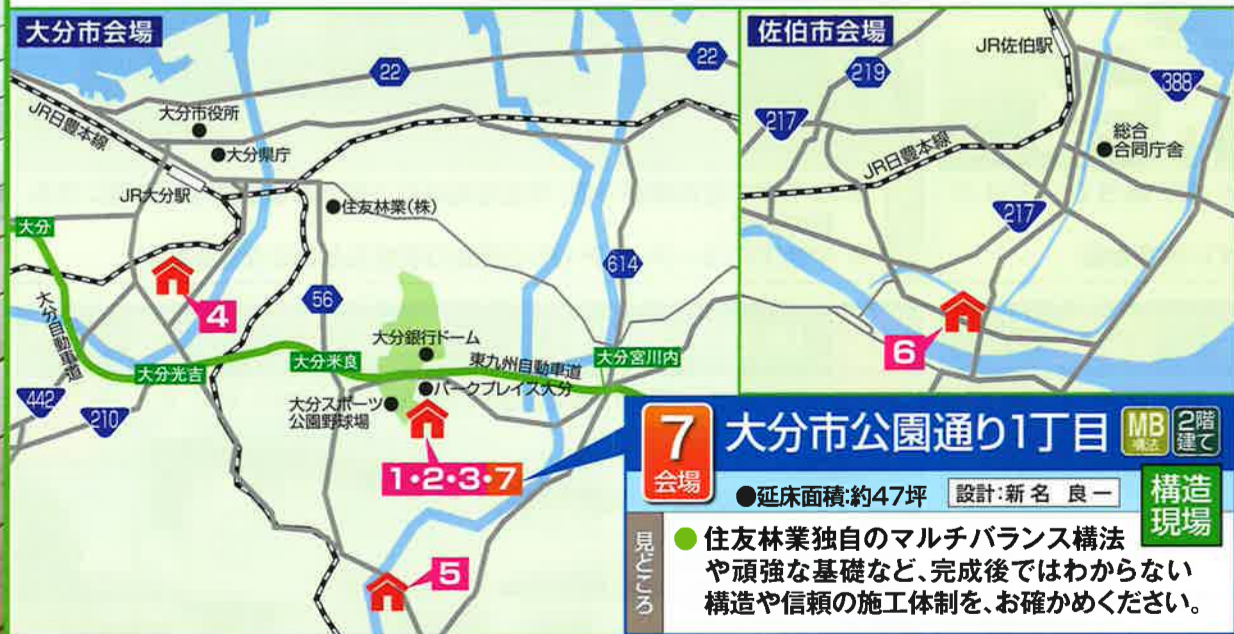 大分市会場
22
22
JR日豊本線
大分市役所
大分県庁
JR大分駅
住友林業(株)
大分
614
4
56
大分自動車道
大分銀行ドーム
大分光吉
大分米良
東九州自動車道
大分宮川内
パークプレイス大分
大分スポーツ
公園野球場
442
210
1・2・3・7
5
佐伯市会場
JR佐伯駅
219
388
217
総合
合同庁舎
JR日豊本線
217
6
7
会場
大分市公園通り1丁目
MB
構法
2階
建て
●延床面積:約47坪
設計:新名 良一
構造
現場
見どころ
●住友林業独自のマルチバランス構法
や頑強な基礎など、完成後ではわからない
構造や信頼の施工体制を、お確かめください。